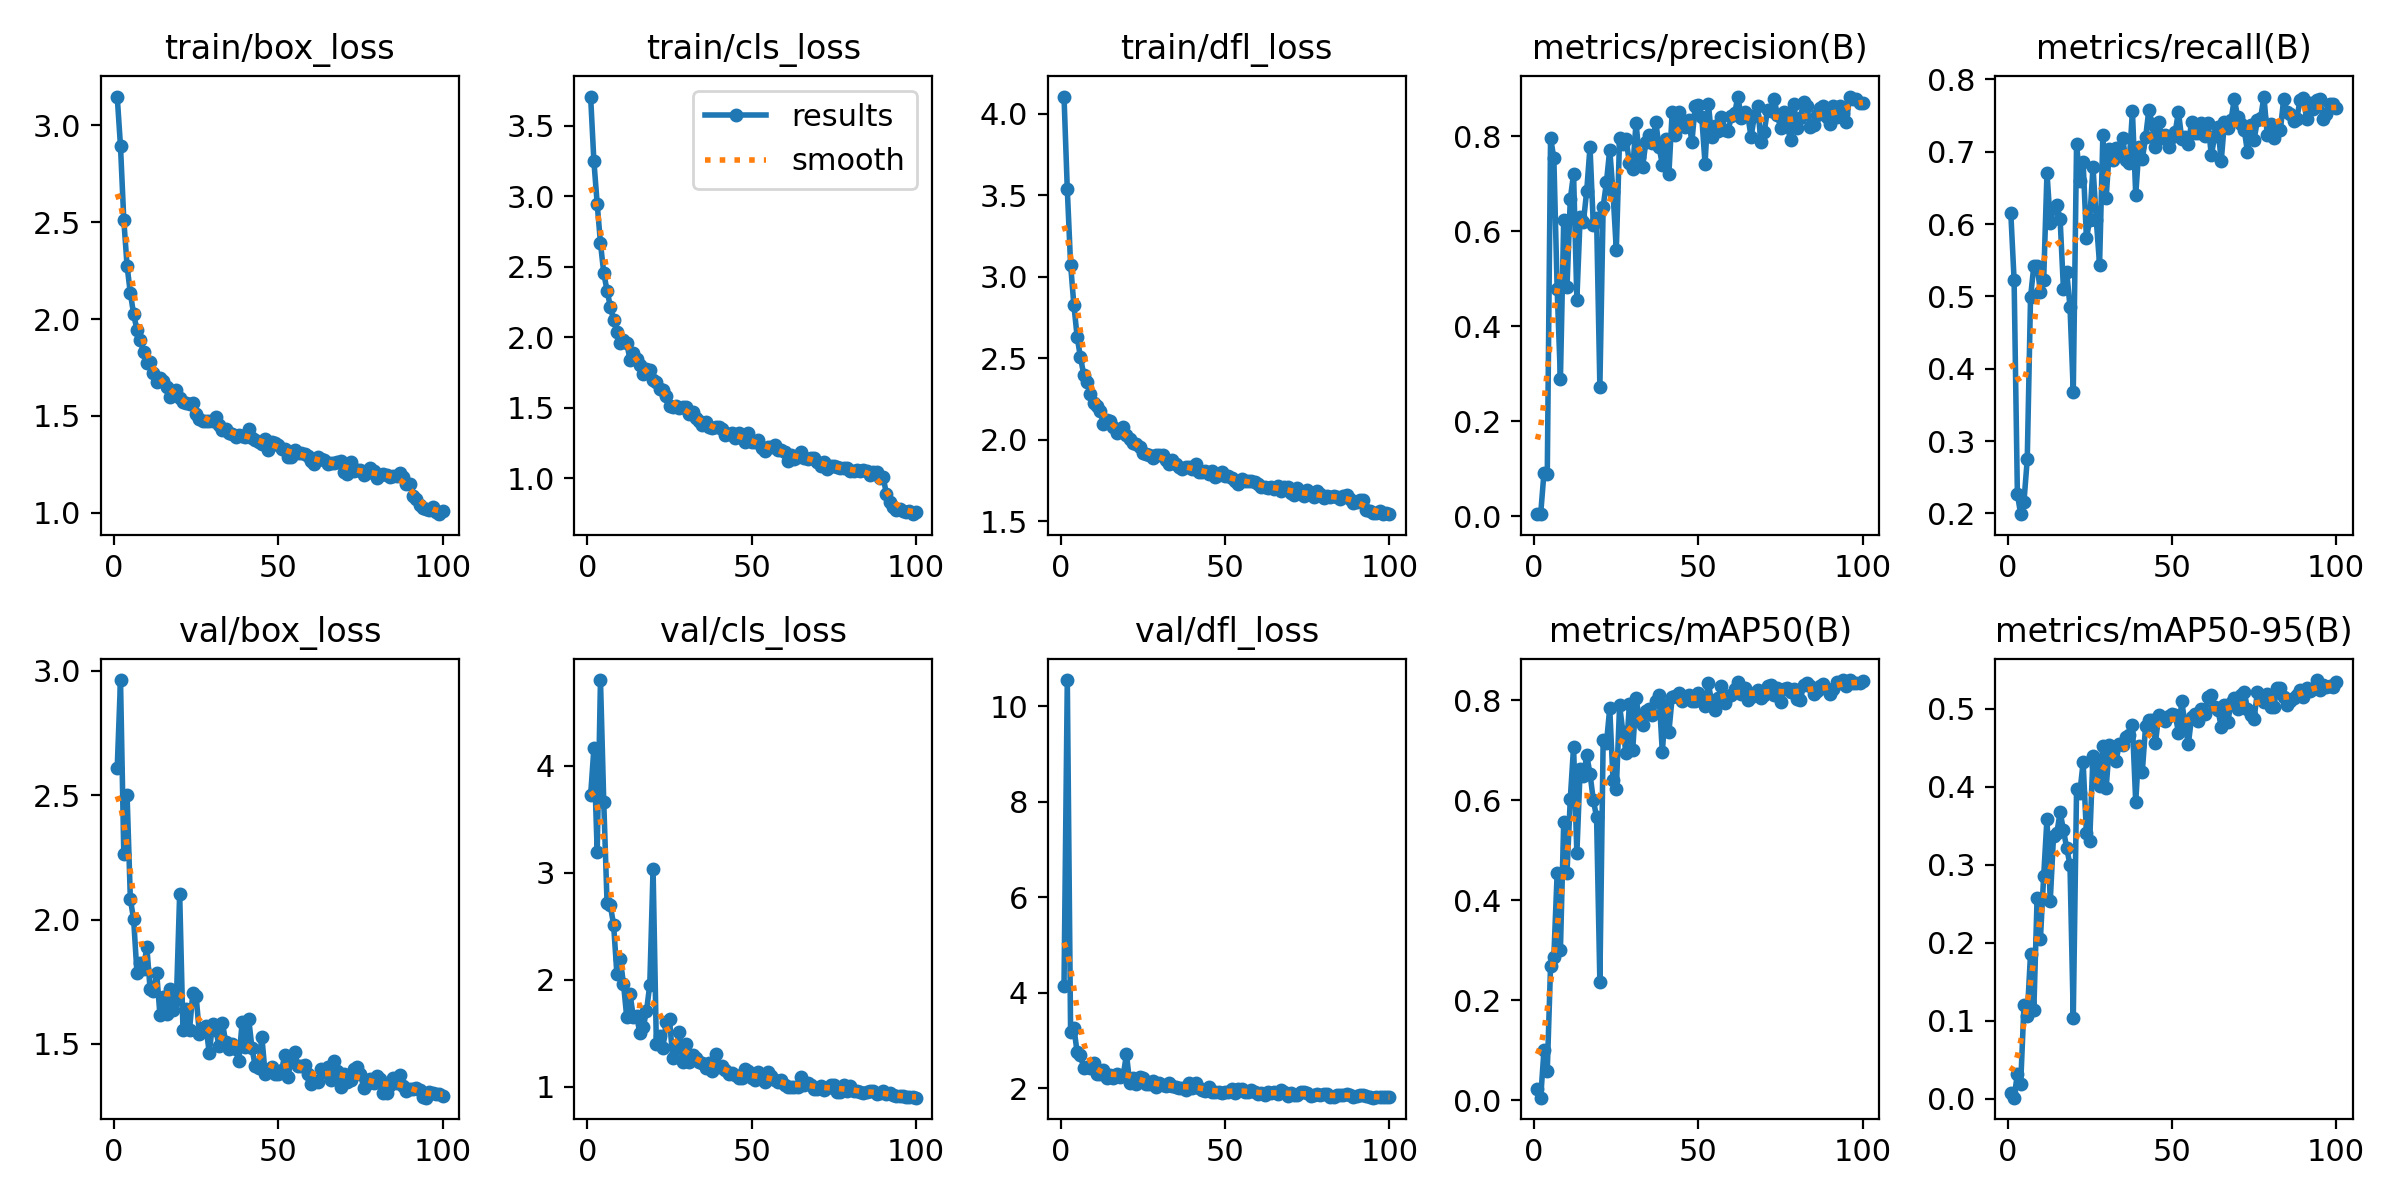 train/box_loss
3.0
2.5
2.0
1.5
1.0
0 50 100
train/cls_loss
results
smooth
3.5
3.0
2.5
2.0
1.5
1.0
0 50 100
train/dfl_loss
4.0
3.5
3.0
2.5
2.0
1.5
0 50 100
metrics/precision(B)
0.8
0.6
0.4
0.2
0.0
0 50 100
metrics/recall(B)
0.8
0.7
0.6
0.5
0.4
0.3
0.2
0 50 100
val/box_loss
3.0
2.5
2.0
1.5
0 50 100
val/cls_loss
4
3
2
1
0 50 100
val/dfl_loss
10
8
6
4
2
0 50 100
metrics/mAP50(B)
0.8
0.6
0.4
0.2
0.0
0 50 100
metrics/mAP50-95(B)
0.5
0.4
0.3
0.2
0.1
0.0
0 50 100